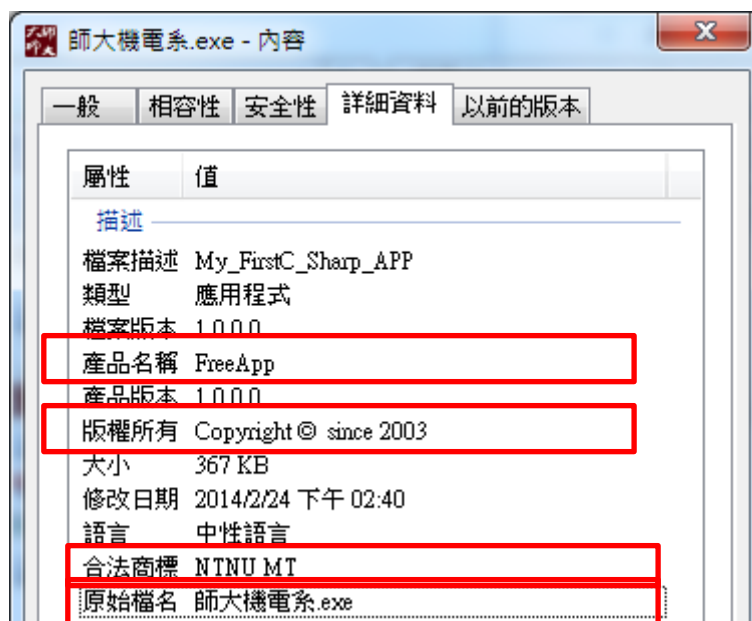 師大
師大
師大機電系.exe - 內容
x
一般 相容性 安全性 詳細資料 以前的版本
屬性 值
描述
檔案描述 My_FirstC_Sharp_APP
類型 應用程式
檔案版本 1.0.0.0
產品名稱 FreeApp
產品版本 1.0.0.0
版權所有 Copyright © since 2003
大小 367 KB
修改日期 2014/2/24 下午 02:40
語言 中性語言
合法商標 NTNU MT
原始檔名 師大機電系.exe